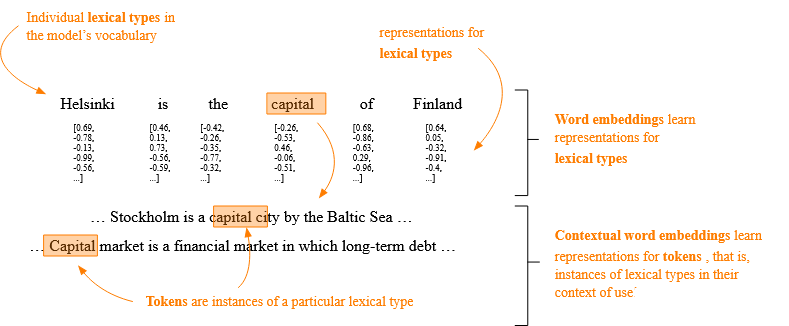 Individual lexical types in
the model's vocabulary
representations for
lexical types
Helsinki is the capital of Finland
[0.69, [0.46, [-0.42, [-0.26, [0.68, [0.64,
-0.78, 0.13, -0.26, -0.53, -0.86, 0.05,
-0.13, 0.73, -0.35, 0.46, -0.63, -0.32,
-0.99, -0.56, -0.77, -0.06, 0.29, -0.91,
-0.56, -0.59, -0.32, -0.51, -0.96, -0.4,
...] ...] ...] ...] ...] ...]
Word embeddings learn
representations for
lexical types
… Stockholm is a capital city by the Baltic Sea …
… Capital market is a financial market in which long-term debt …
Contextual word embeddings learn
representations for tokens , that is,
instances of lexical types in their
context of use´
Tokens are instances of a particular lexical type